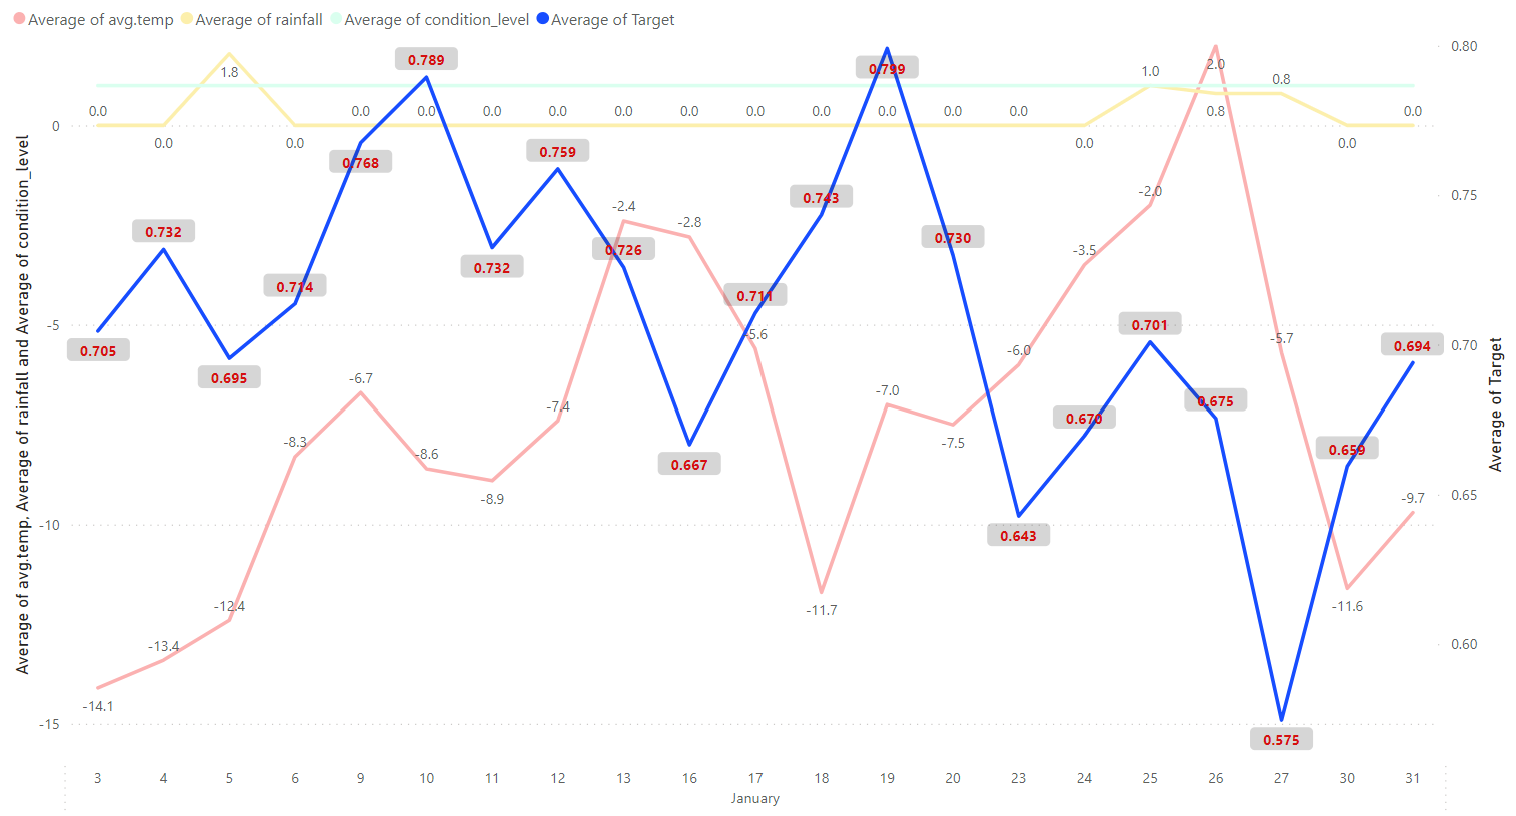 Average of avg.temp Average of rainfall Average of condition_level Average of Target
Average of avg.temp, Average of rainfall and Average of condition_level
0
-5
-10
-15
0.80
0.75
0.70
0.65
0.60
Average of Target
0.0 0.0 1.8 0.0 0.0 0.0 0.0 0.0 0.0 0.0 0.0 0.0 0.0 0.0 0.0 0.0 1.0 0.8 0.8 0.0 0.0
0.705 0.732 0.695 0.714 0.768 0.789 0.732 0.759 0.726 0.667 0.711 0.743 0.799 0.730 0.643 0.670 0.701 0.675 0.575 0.659 0.694
-14.1 -13.4 -12.4 -8.3 -6.7 -8.6 -8.9 -7.4 -2.4 -2.8 -5.6 -11.7 -7.0 -7.5 -6.0 -3.5 -2.0 2.0 -5.7 -11.6 -9.7
3 4 5 6 9 10 11 12 13 16 17 18 19 20 23 24 25 26 27 30 31
January